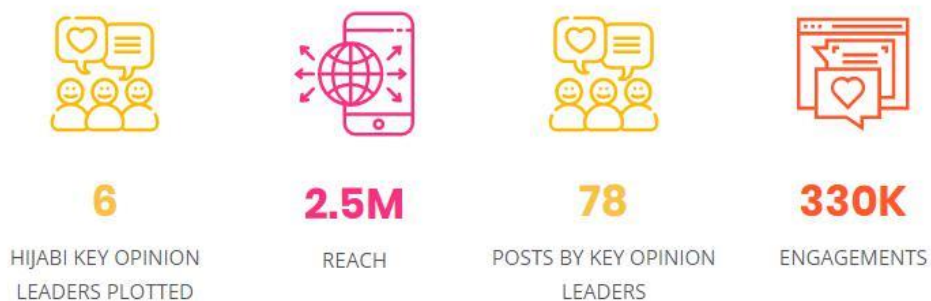 6
HIJABI KEY OPINION
LEADERS PLOTTED
2.5M
REACH
78
POSTS BY KEY OPINION
LEADERS
330K
ENGAGEMENTS